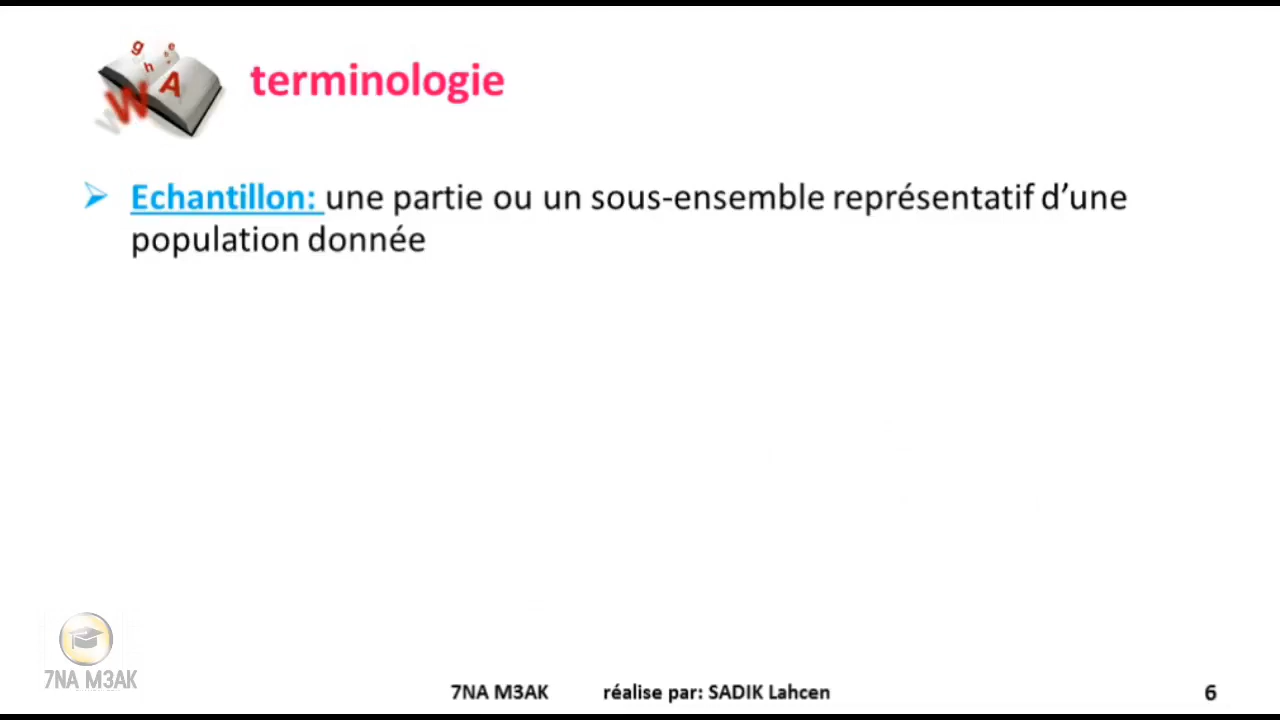 terminologie
Echantillon: une partie ou un sous-ensemble représentatif d’une
population donnée
7NA M3AK
7NA M3AK réalise par: SADIK Lahcen 6